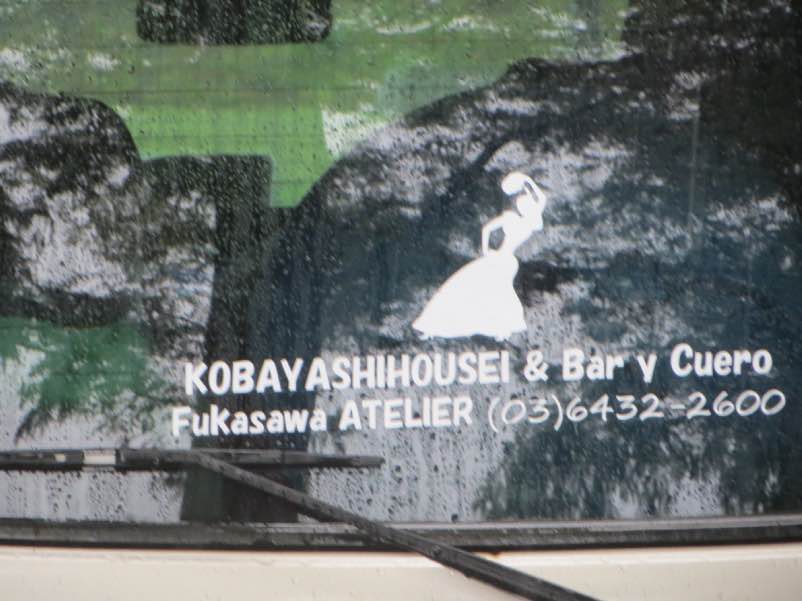 KOBAYASHIHOUSEI & Bar y Cuero
Fukasawa ATELIER (03)6432-2600